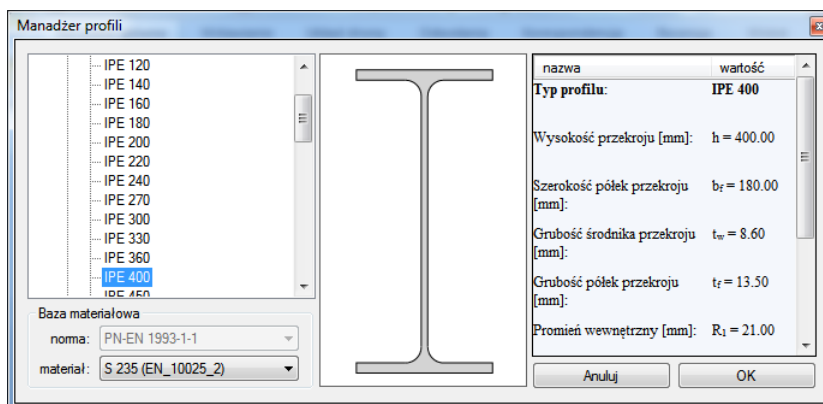 Manadżer profili
IPE 120
IPE 140
IPE 160
IPE 180
IPE 200
IPE 220
IPE 240
IPE 270
IPE 300
IPE 330
IPE 360
IPE 400
IPE 450
Baza materiałowa
norma: PN-EN 1993-1-1
materiał: S 235 (EN_10025_2)
nazwa wartość
Typ profilu: IPE 400
Wysokość przekroju [mm]: h = 400.00
Szerokość półek przekroju [mm]: bf = 180.00
Grubość środnika przekroju [mm]: tw = 8.60
Grubość półek przekroju [mm]: tf = 13.50
Promień wewnętrzny [mm]: R1 = 21.00
Anuluj OK